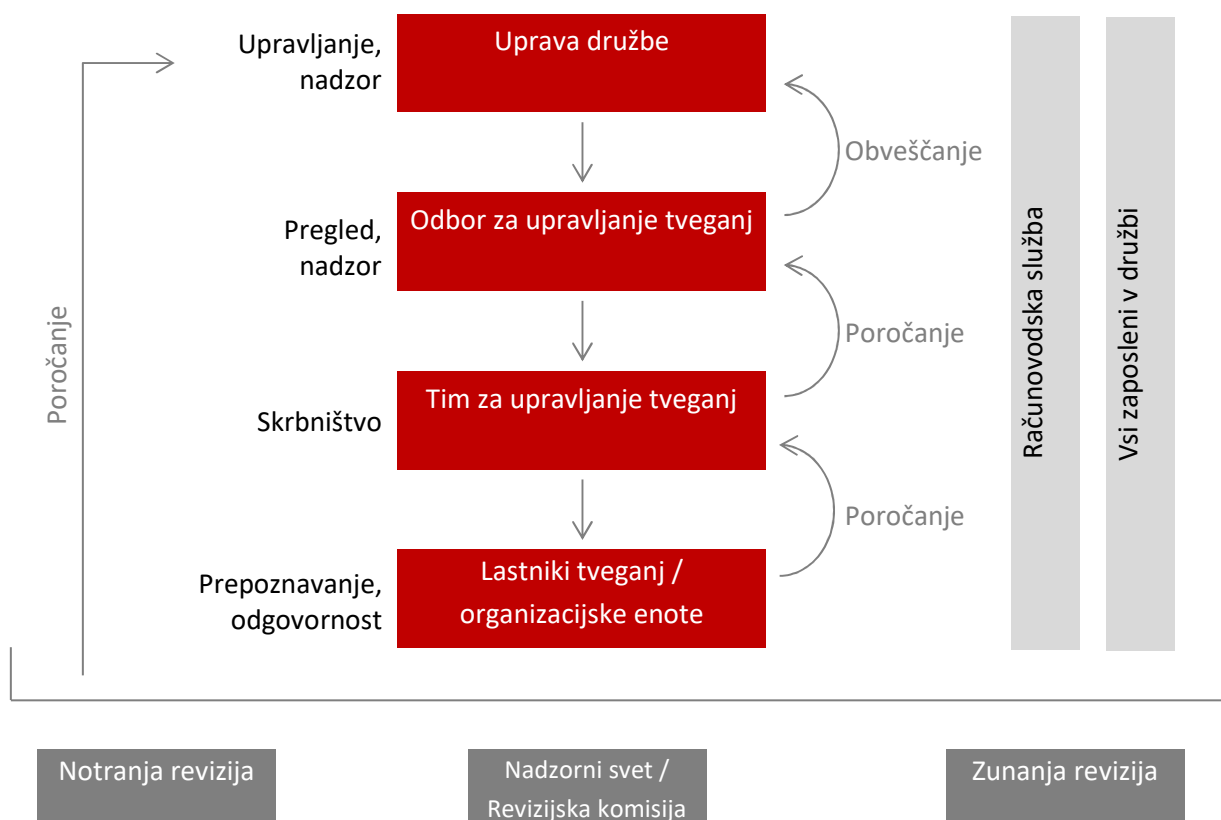 Upravljanje,
nadzor
Uprava družbe
Obveščanje
Pregled,
nadzor
Odbor za upravljanje tveganj
Poročanje
Skrbništvo
Tim za upravljanje tveganj
Poročanje
Prepoznavanje,
odgovornost
Lastniki tveganj /
organizacijske enote
Poročanje
Računovodska služba
Vsi zaposleni v družbi
Notranja revizija
Nadzorni svet /
Revizijska komisija
Zunanja revizija